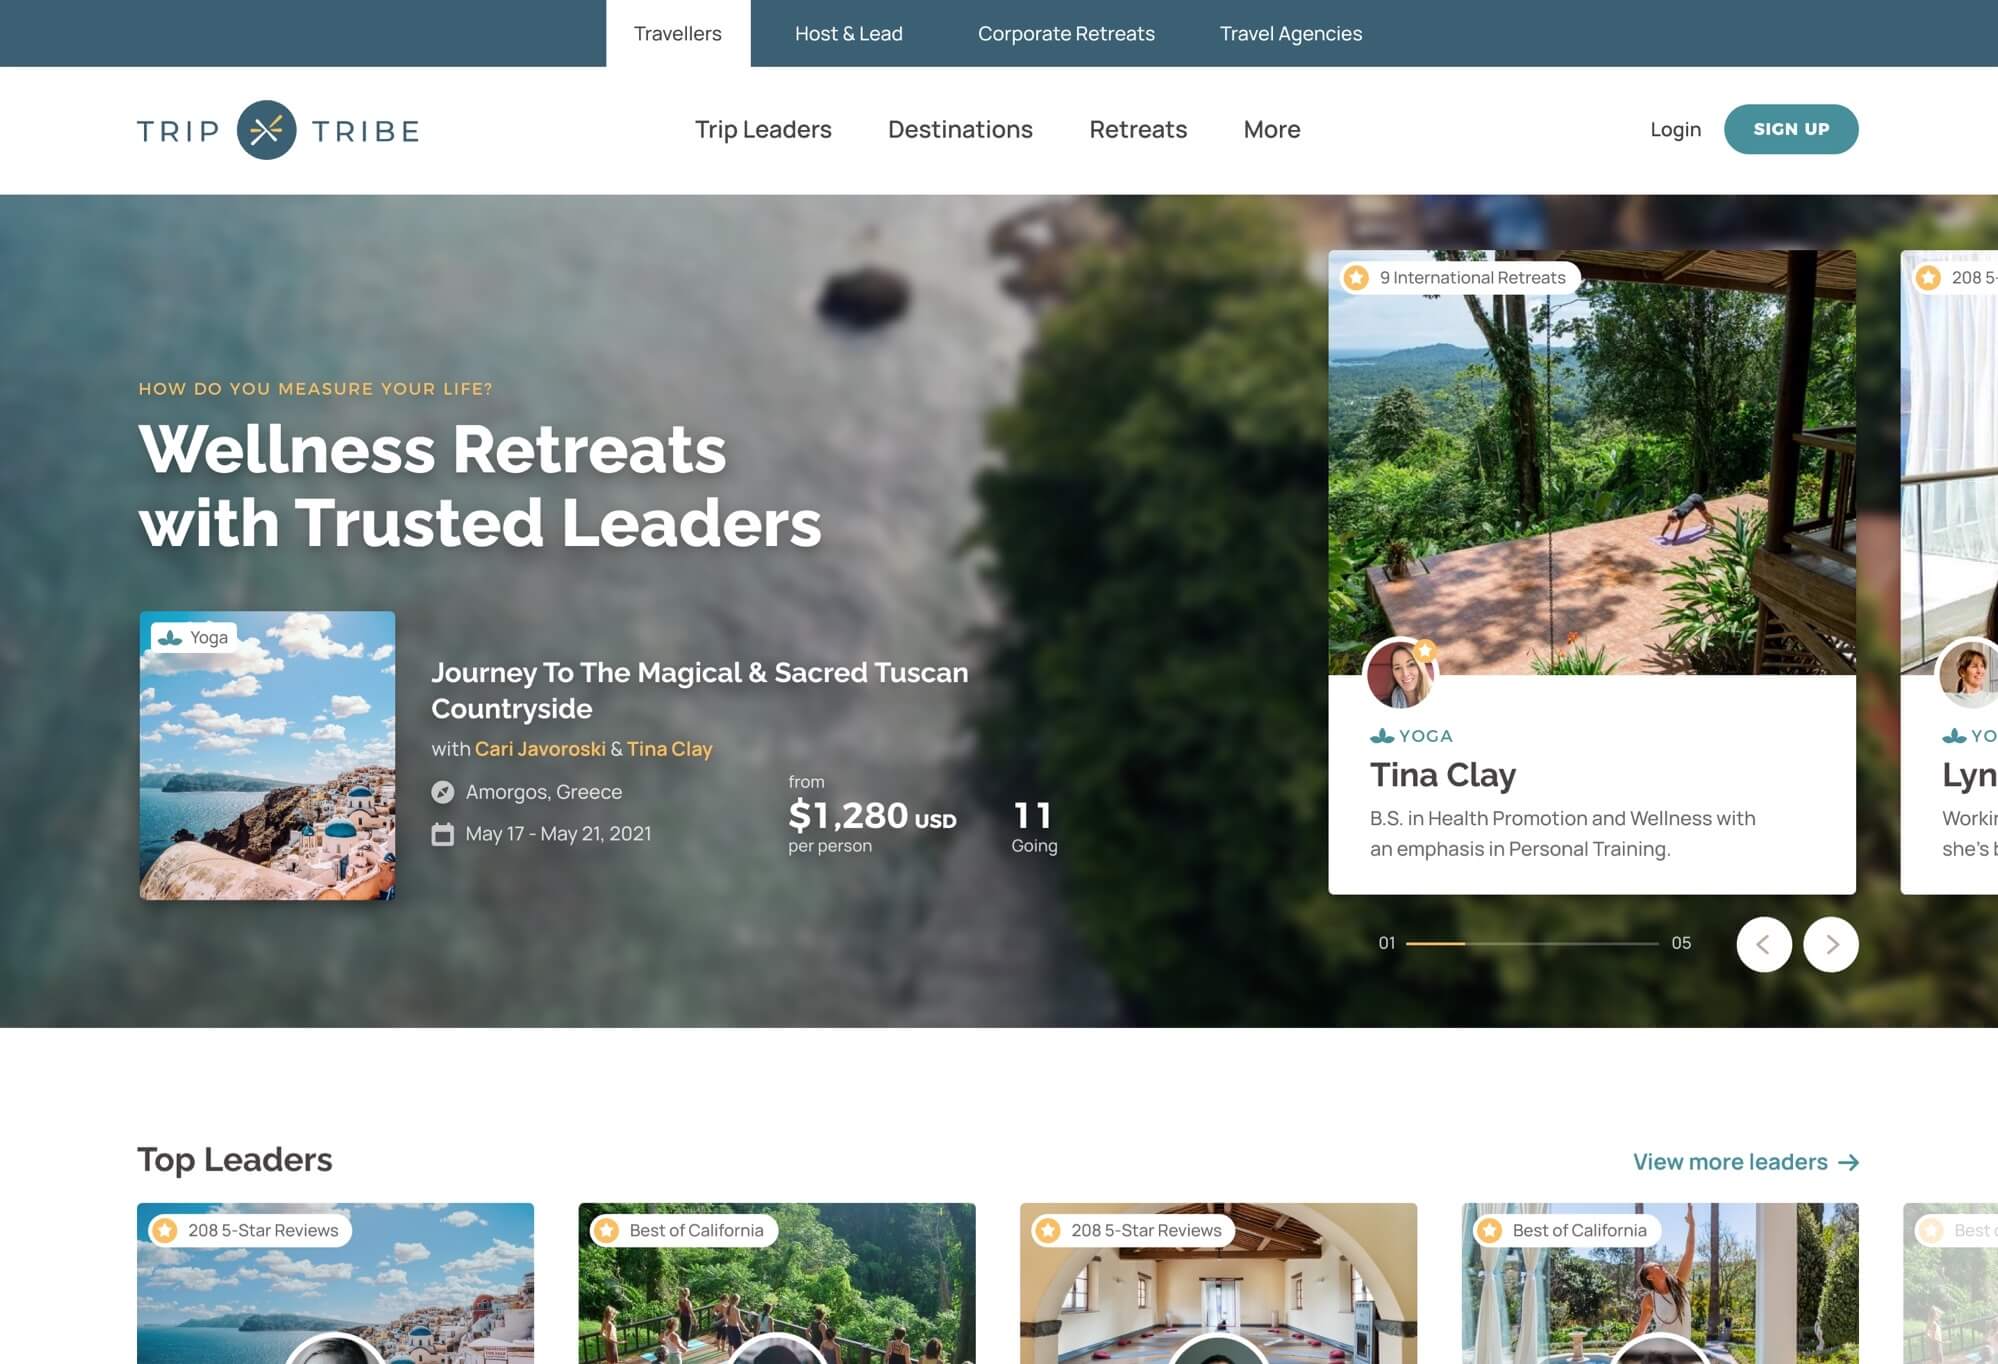 Travellers
Host & Lead
Corporate Retreats
Travel Agencies
TRIP TRIBE
Trip Leaders
Destinations
Retreats
More
Login
SIGN UP
HOW DO YOU MEASURE YOUR LIFE?
Wellness Retreats
with Trusted Leaders
Yoga
Journey To The Magical & Sacred Tuscan
Countryside
with Cari Javoroski & Tina Clay
Amorgos, Greece
May 17 - May 21, 2021
from
$1,280 USD
per person
11
Going
9 International Retreats
YOGA
Tina Clay
B.S. in Health Promotion and Wellness with
an emphasis in Personal Training.
208 5-
YO
Lyn
Workin
she's b
01
05
Top Leaders
View more leaders
208 5-Star Reviews
Best of California
208 5-Star Reviews
Best of California
Best